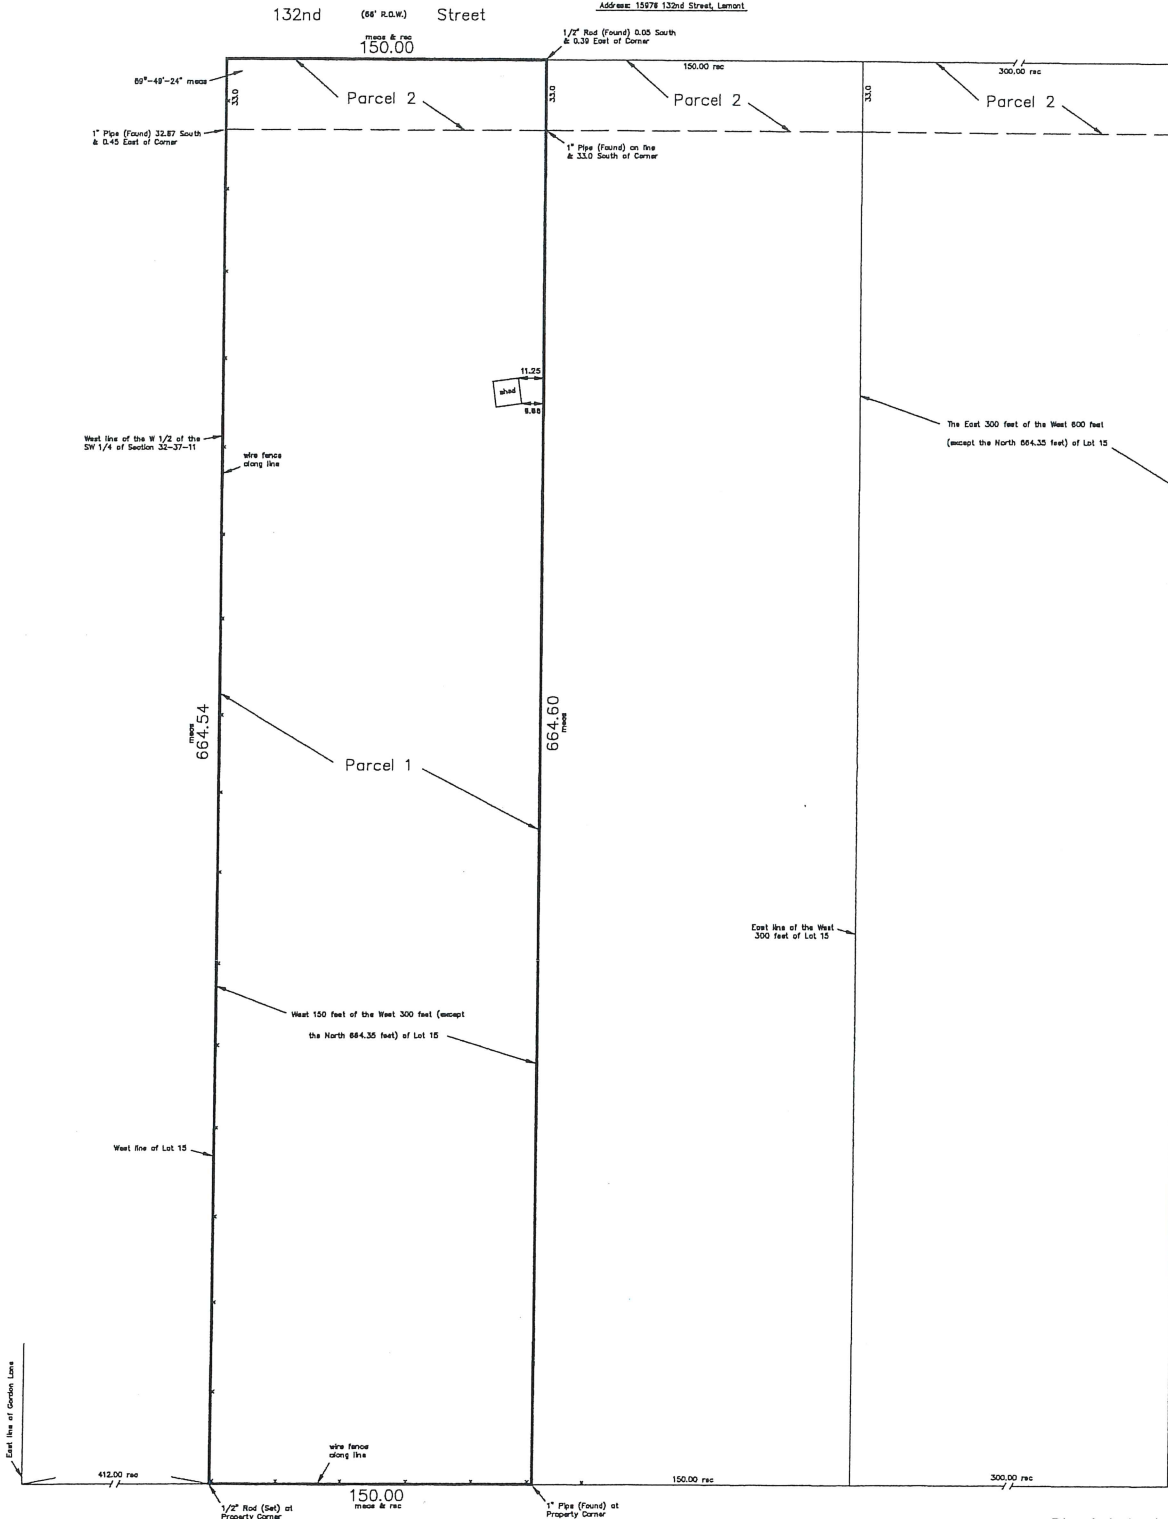 Address: 15976 132nd Street, Lemont
132nd (66' R.O.W.) Street
meas & rec
150.00
1/2" Rod (Found) 0.05 South
& 0.39 East of Corner
150.00 rec
300.00 rec
89°-49'-24" meas
33.0
33.0
33.0
Parcel 2
Parcel 2
Parcel 2
1" Pipe (Found) 32.87 South
& 0.45 East of Corner
1" Pipe (Found) on line
& 33.0 South of Corner
11.25
shed
The East 300 feet of the West 600 feet
(except the North 664.35 feet) of Lot 15
West line of the W 1/2 of the
SW 1/4 of Section 32-37-11
wire fence
along line
meas
664.54
664.60
meas
Parcel 1
East line of the West
300 feet of Lot 15
West 150 feet of the West 300 feet (except
the North 664.35 feet) of Lot 15
West line of Lot 15
East line of Gordon Lane
wire fence
along line
412.00 rec
150.00 rec
300.00 rec
150.00
meas & rec
1/2" Rod (Set) at
Property Corner
1" Pipe (Found) at
Property Corner